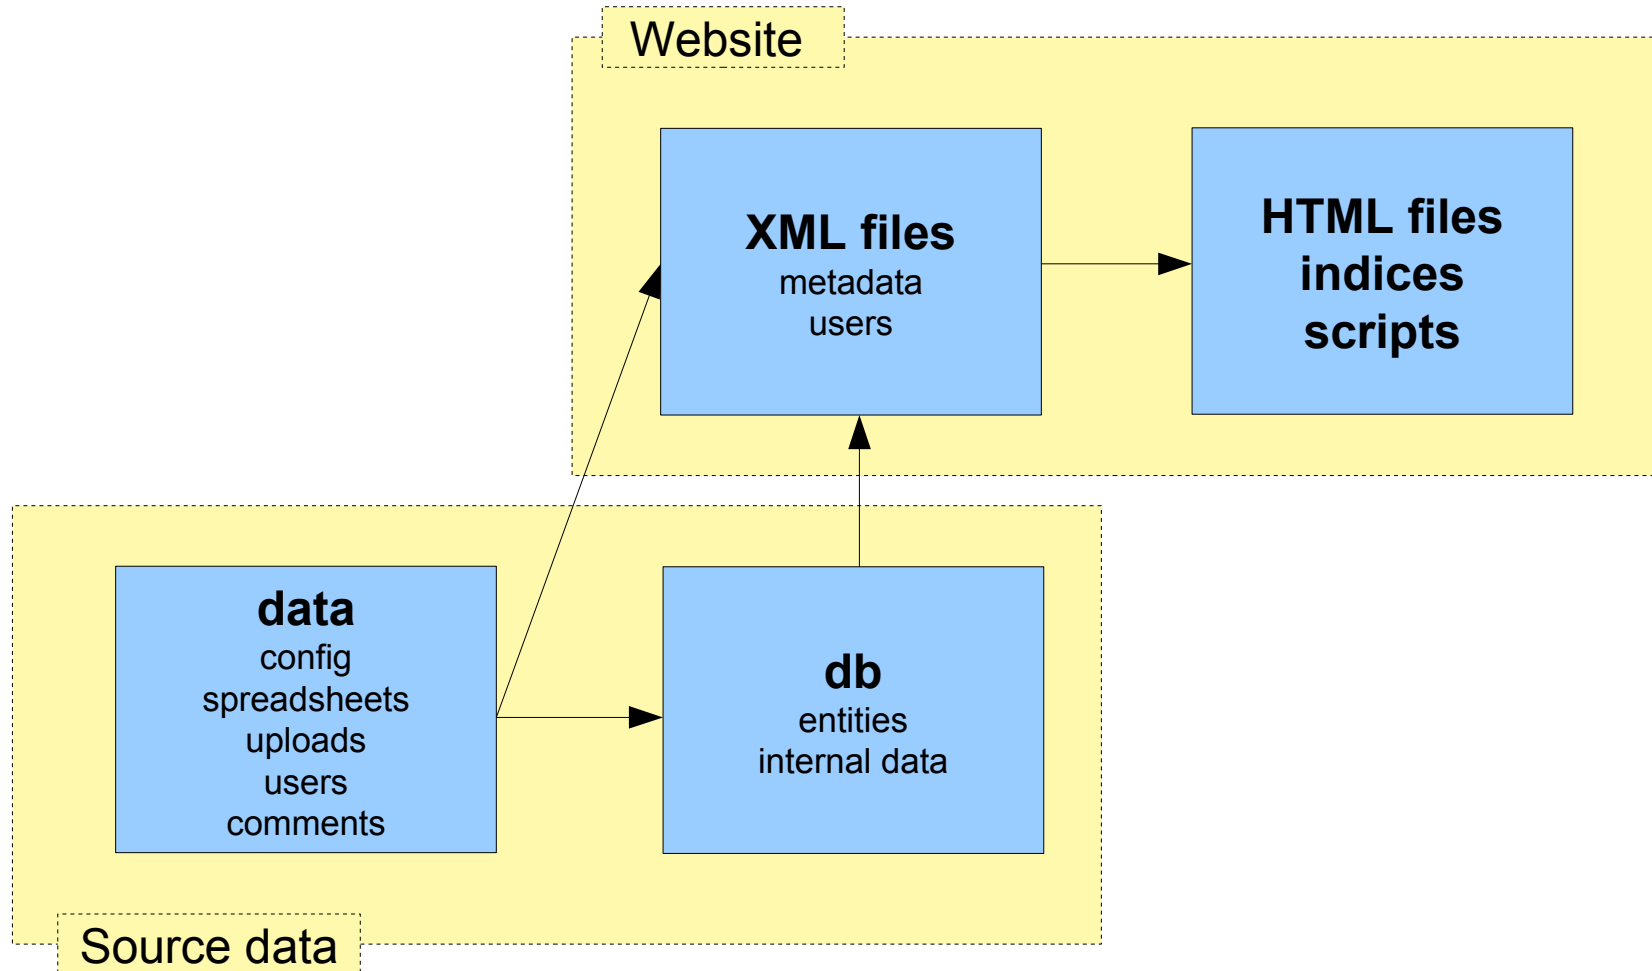 Website
XML files
metadata
users
HTML files
indices
scripts
data
config
spreadsheets
uploads
users
comments
db
entities
internal data
Source data